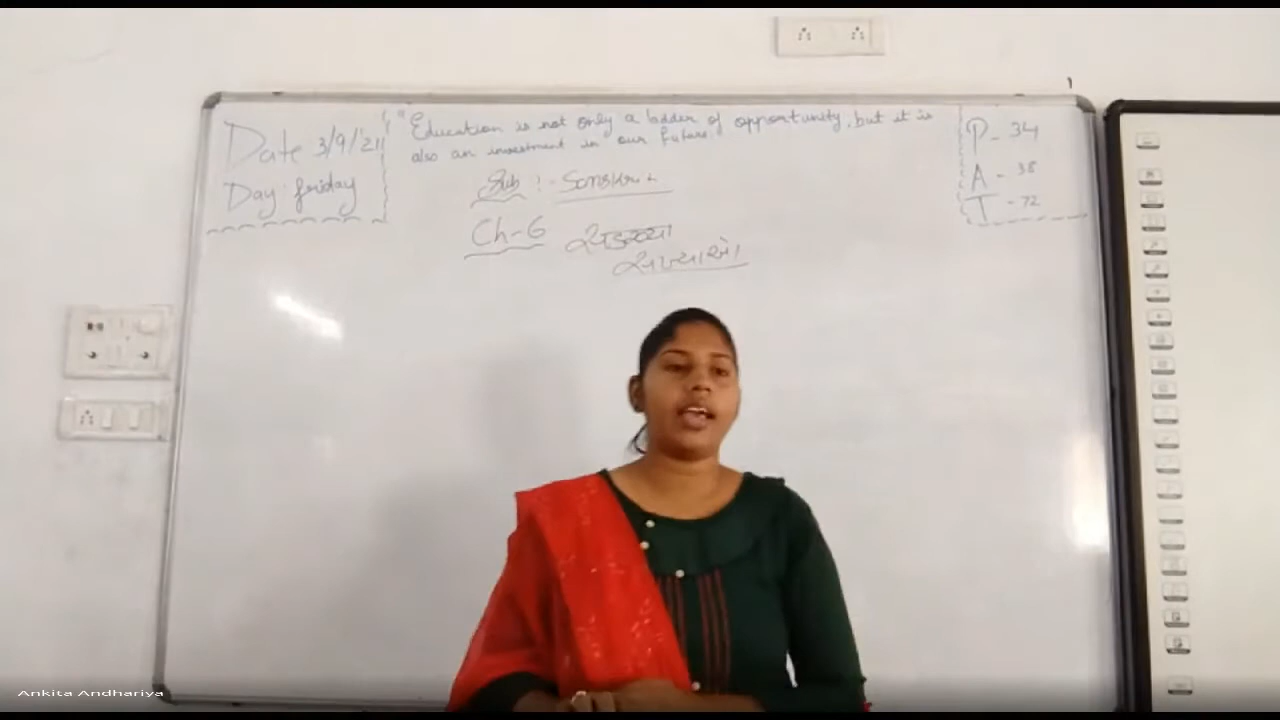 Date 3/9/'21
Day: friday
"Education is not only a ladder of opportunity, but it is
also an investment in our future.
Sub :- Sanskrit
Ch-6
P - 34
A - 38
T - 72
Ankita Andhariya